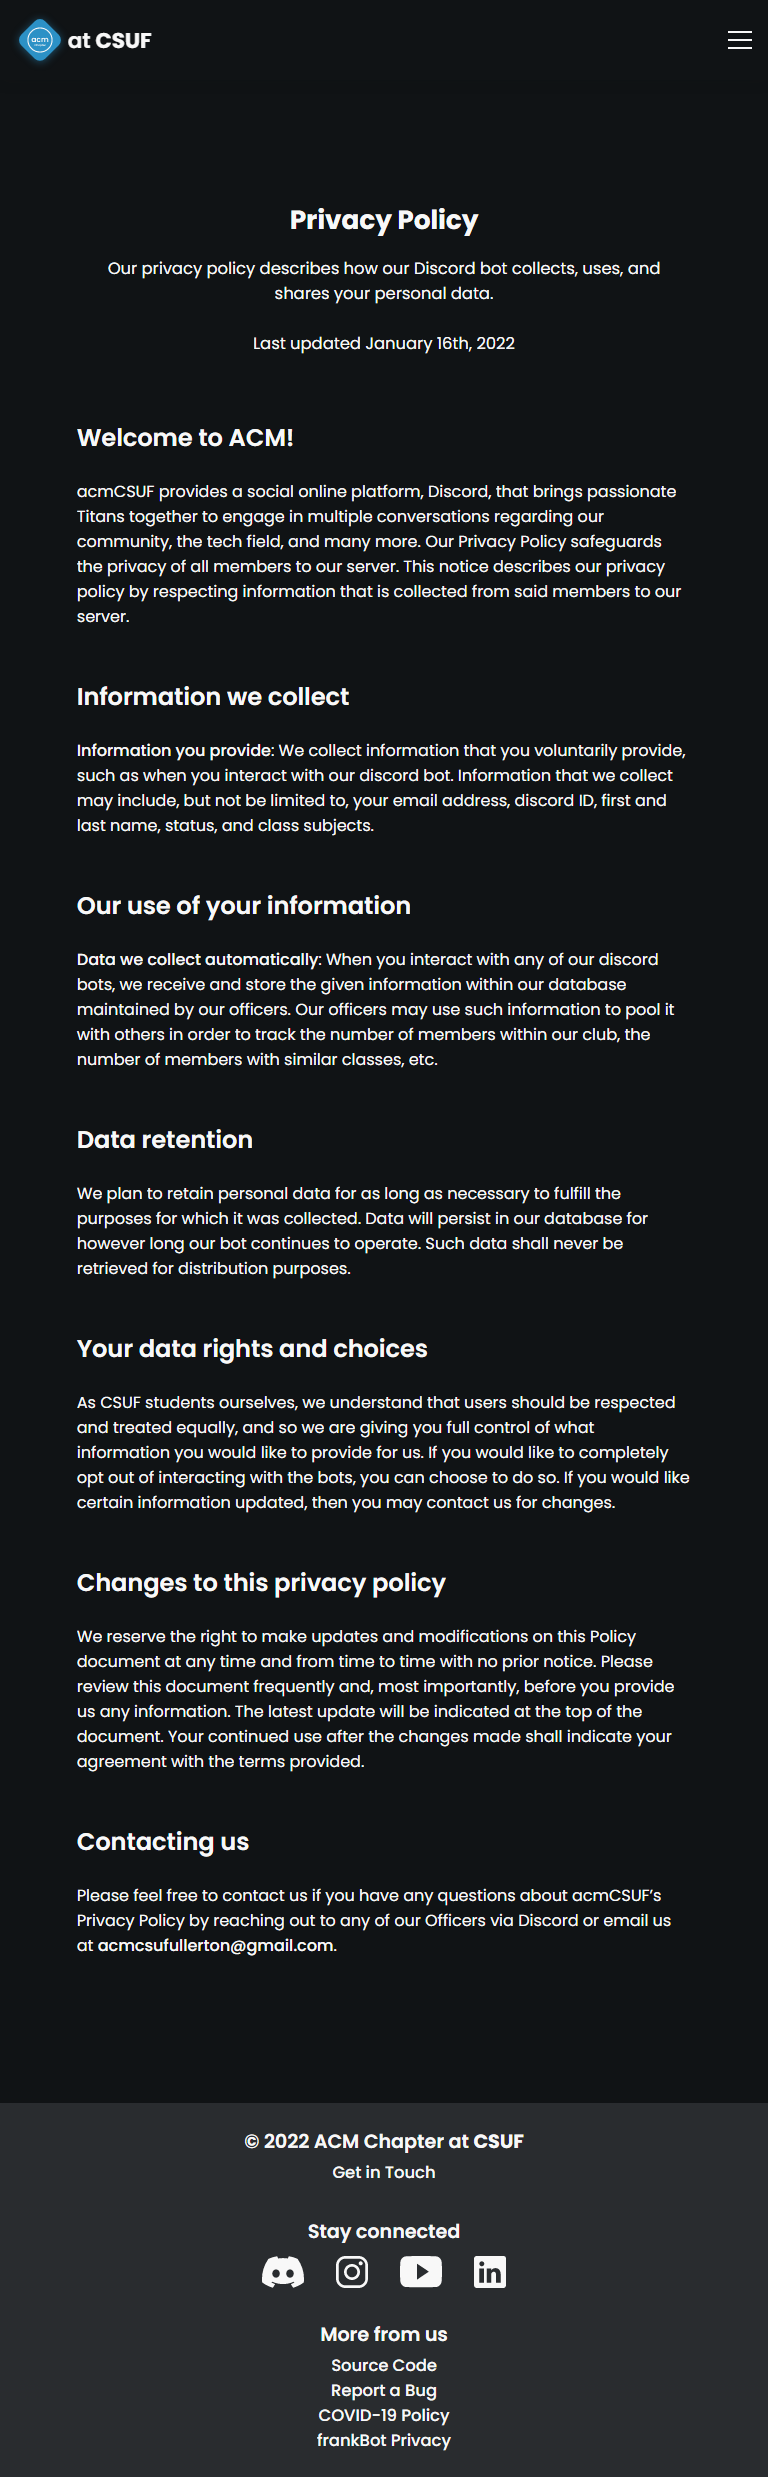 acm
at CSUF
Privacy Policy
Our privacy policy describes how our Discord bot collects, uses, and
shares your personal data.
Last updated January 16th, 2022
Welcome to ACM!
acmCSUF provides a social online platform, Discord, that brings passionate
Titans together to engage in multiple conversations regarding our
community, the tech field, and many more. Our Privacy Policy safeguards
the privacy of all members to our server. This notice describes our privacy
policy by respecting information that is collected from said members to our
server.
Information we collect
Information you provide: We collect information that you voluntarily provide,
such as when you interact with our discord bot. Information that we collect
may include, but not be limited to, your email address, discord ID, first and
last name, status, and class subjects.
Our use of your information
Data we collect automatically: When you interact with any of our discord
bots, we receive and store the given information within our database
maintained by our officers. Our officers may use such information to pool it
with others in order to track the number of members within our club, the
number of members with similar classes, etc.
Data retention
We plan to retain personal data for as long as necessary to fulfill the
purposes for which it was collected. Data will persist in our database for
however long our bot continues to operate. Such data shall never be
retrieved for distribution purposes.
Your data rights and choices
As CSUF students ourselves, we understand that users should be respected
and treated equally, and so we are giving you full control of what
information you would like to provide for us. If you would like to completely
opt out of interacting with the bots, you can choose to do so. If you would like
certain information updated, then you may contact us for changes.
Changes to this privacy policy
We reserve the right to make updates and modifications on this Policy
document at any time and from time to time with no prior notice. Please
review this document frequently and, most importantly, before you provide
us any information. The latest update will be indicated at the top of the
document. Your continued use after the changes made shall indicate your
agreement with the terms provided.
Contacting us
Please feel free to contact us if you have any questions about acmCSUF’s
Privacy Policy by reaching out to any of our Officers via Discord or email us
at acmcsufullerton@gmail.com.
© 2022 ACM Chapter at CSUF
Get in Touch
Stay connected
in
More from us
Source Code
Report a Bug
COVID-19 Policy
frankBot Privacy